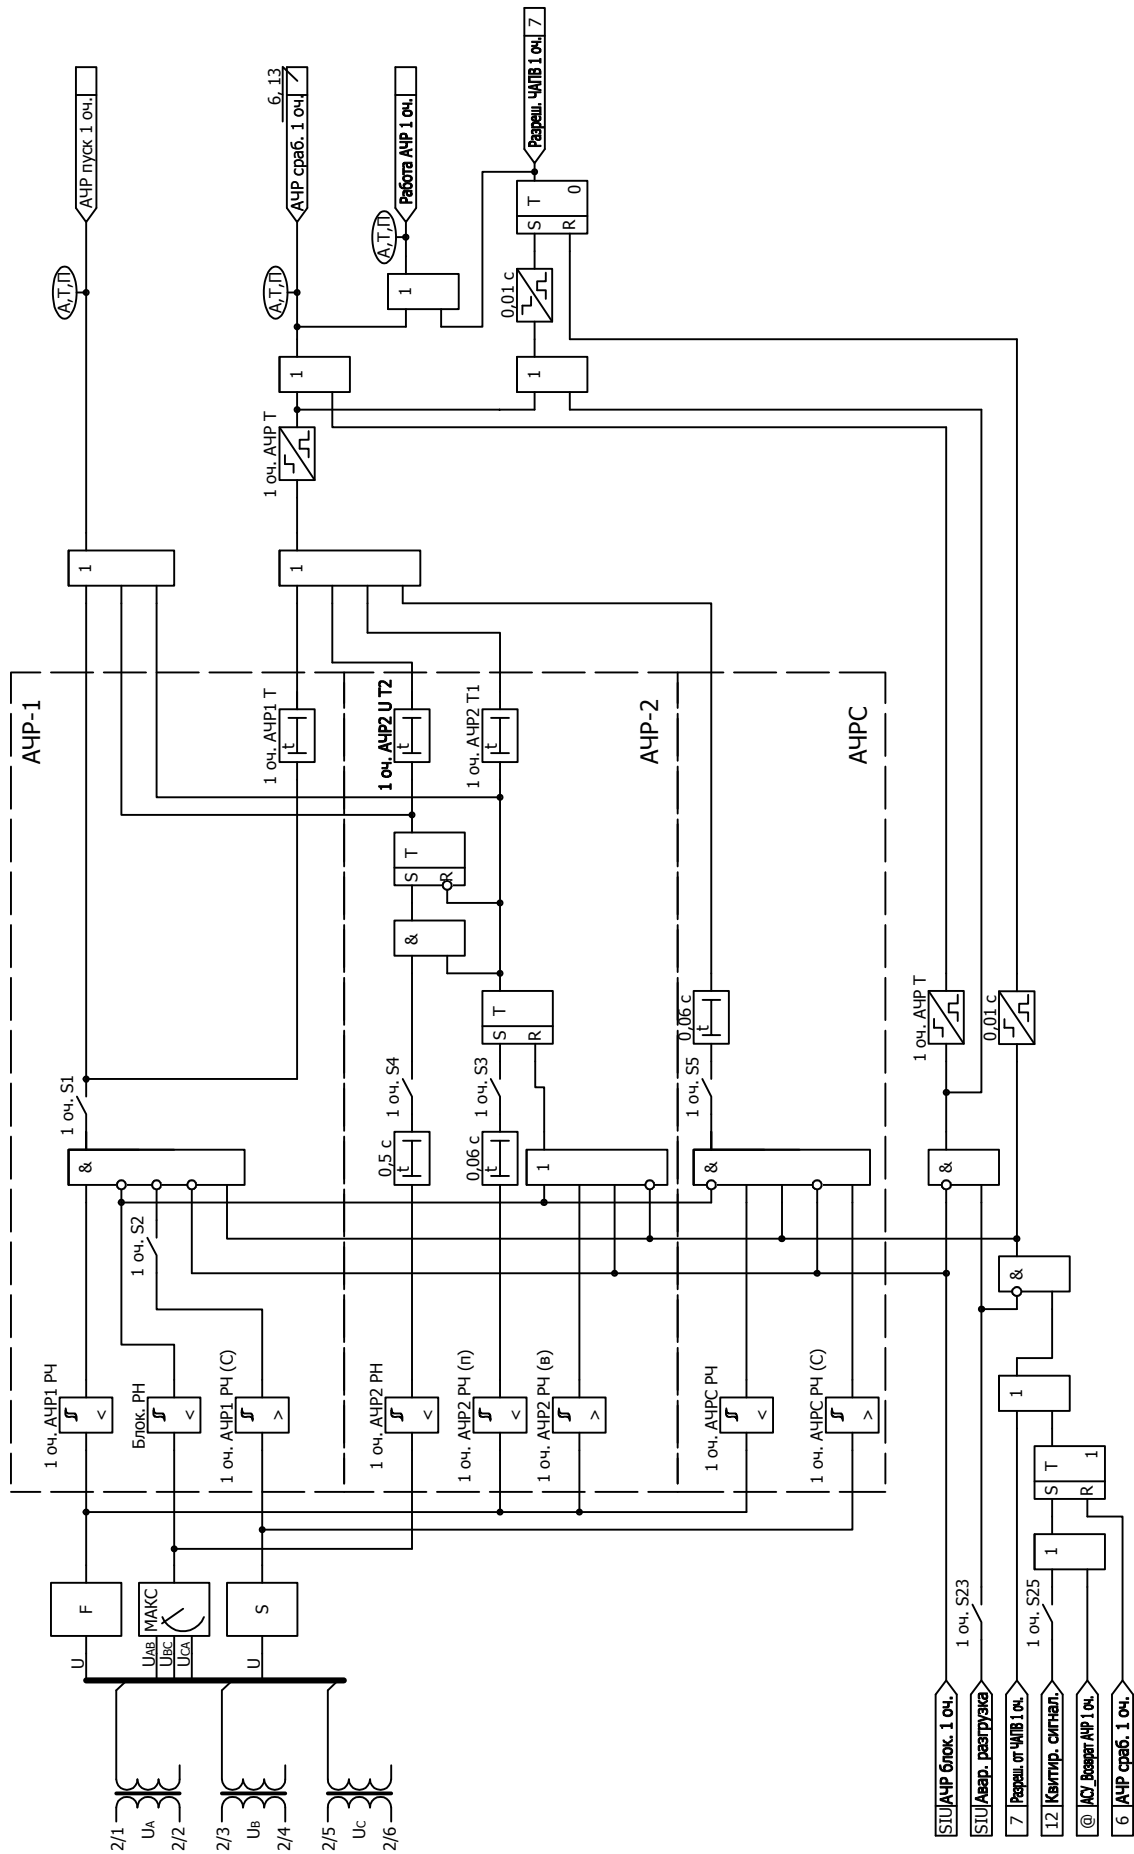 АЧР пуск 1 оч.
6, 13
АЧР сраб. 1 оч.
Работа АЧР 1 оч.
Разреш. ЧАПВ 1 оч.
7
А,Т,П
А,Т,П
А,Т,П
S
T
R
0
0,01 с
1
1
1
1 оч. АЧР Т
1
1
АЧР-1
АЧР-2
АЧРС
1 оч. АЧР1 Т
t
1 оч. АЧР2 U Т2
t
1 оч. АЧР2 Т1
t
S
T
R
&
S
T
R
0,06 с
t
1 оч. АЧР Т
0,01 с
1 оч. S1
1 оч. S4
1 оч. S3
1 оч. S5
&
0,5 с
t
0,06 с
t
1
&
&
1 оч. S2
&
1 оч. АЧР1 РЧ
<
Блок. РН
<
1 оч. АЧР1 РЧ (С)
>
1 оч. АЧР2 РН
<
1 оч. АЧР2 РЧ (п)
<
1 оч. АЧР2 РЧ (в)
>
1 оч. АЧРС РЧ
<
1 оч. АЧРС РЧ (С)
>
1
S
T
R
1
1
F
МАКС
S
U
UAB
UBC
UCA
U
1 оч. S23
1 оч. S25
2/1
UA
2/2
2/3
UB
2/4
2/5
UC
2/6
SIU АЧР блок. 1 оч.
SIU Авар. разгрузка
7 Разреш. от ЧАПВ 1 оч.
12 Квитир. сигнал.
@ АСУ_Возврат АЧР 1 оч.
6 АЧР сраб. 1 оч.